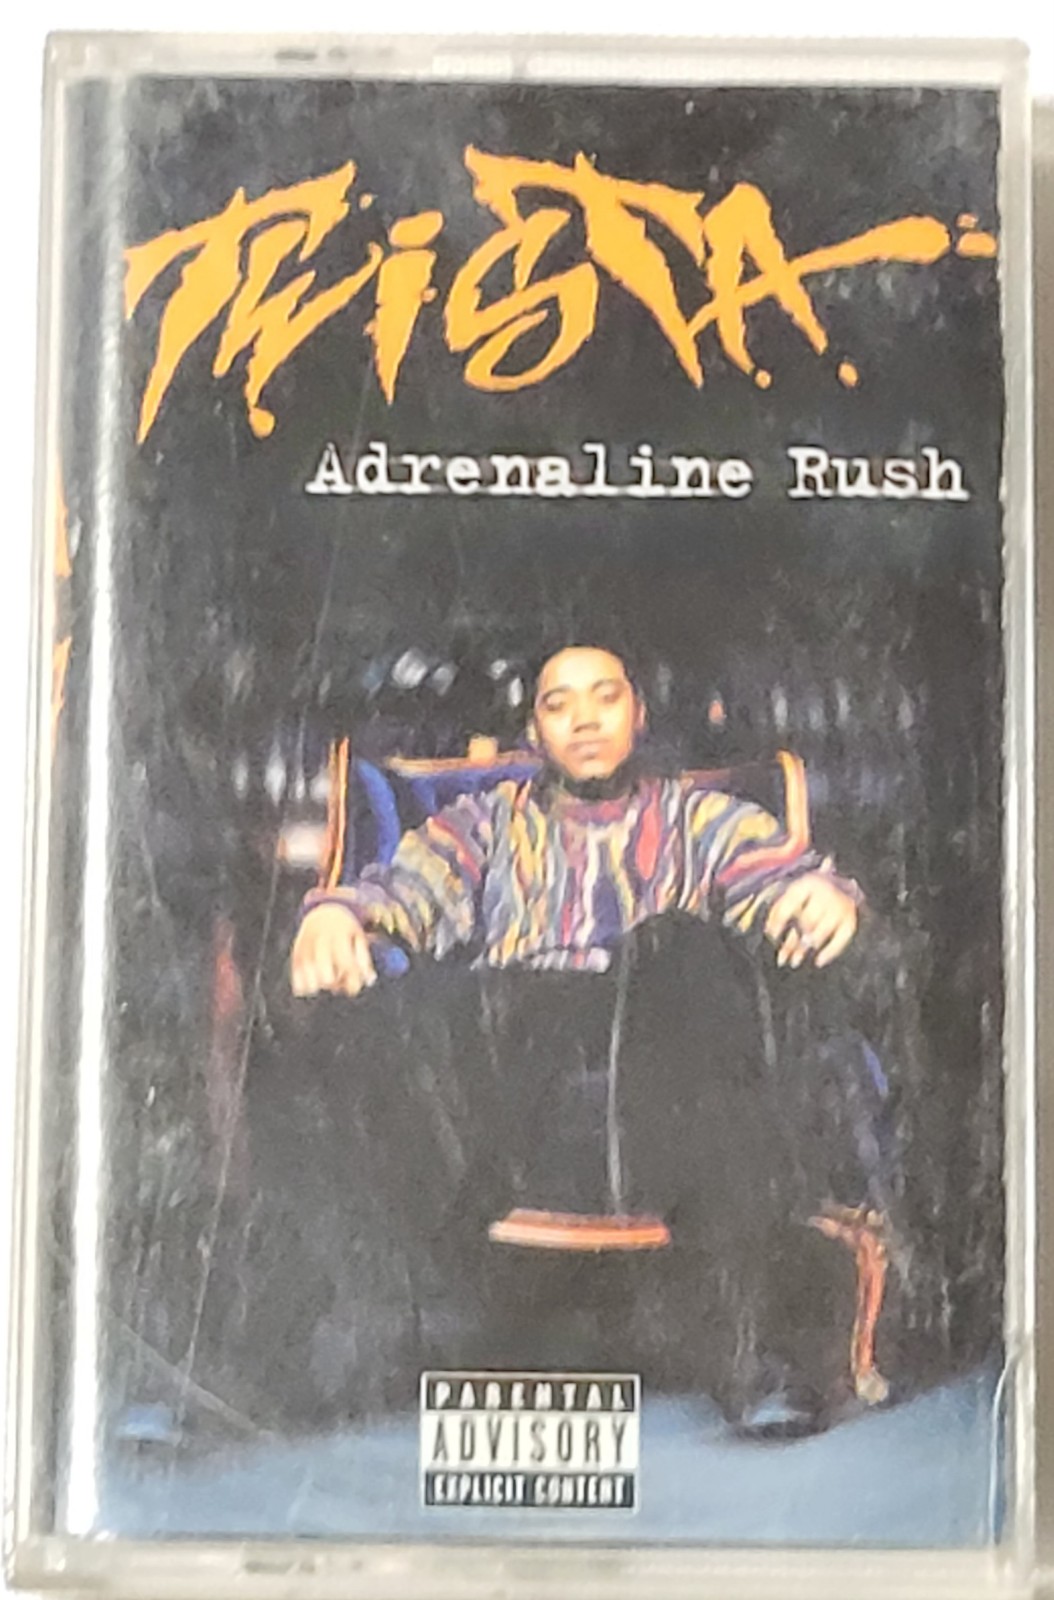 TWISTA
Adrenaline Rush
PARENTAL
ADVISORY
EXPLICIT CONTENT